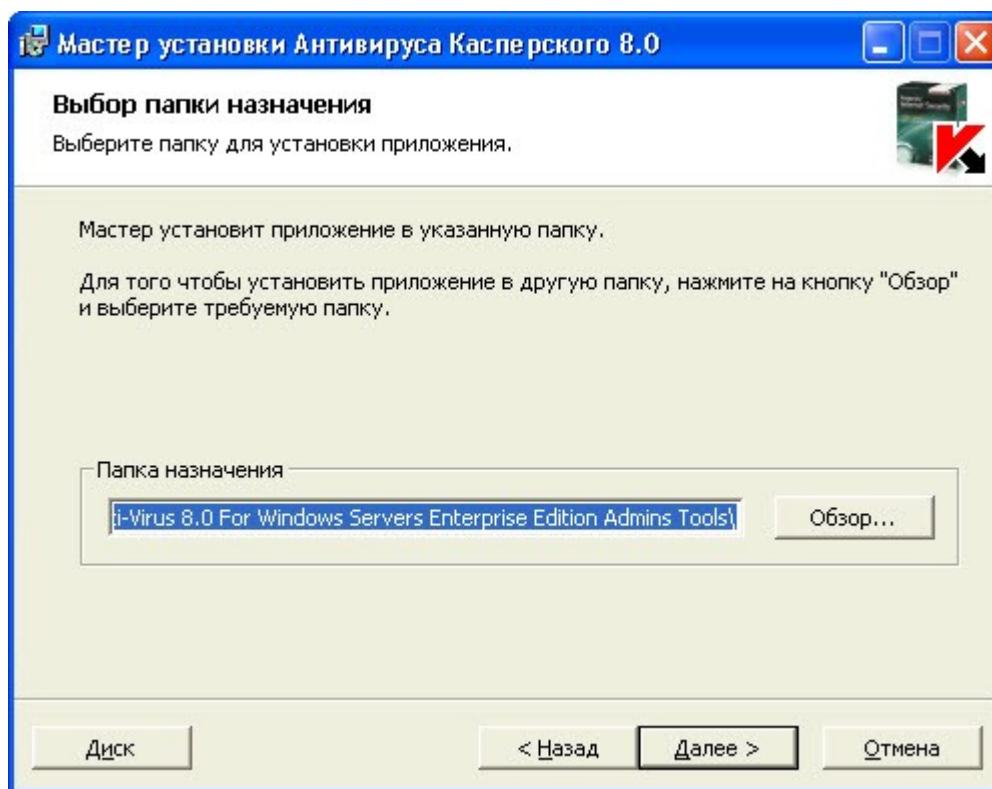 Мастер установки Антивируса Касперского 8.0
Выбор папки назначения
Выберите папку для установки приложения.
Мастер установит приложение в указанную папку.
Для того чтобы установить приложение в другую папку, нажмите на кнопку "Обзор"
и выберите требуемую папку.
Папка назначения
i-Virus 8.0 For Windows Servers Enterprise Edition Admins Tools\
Обзор...
Диск
< Назад
Далее >
Отмена